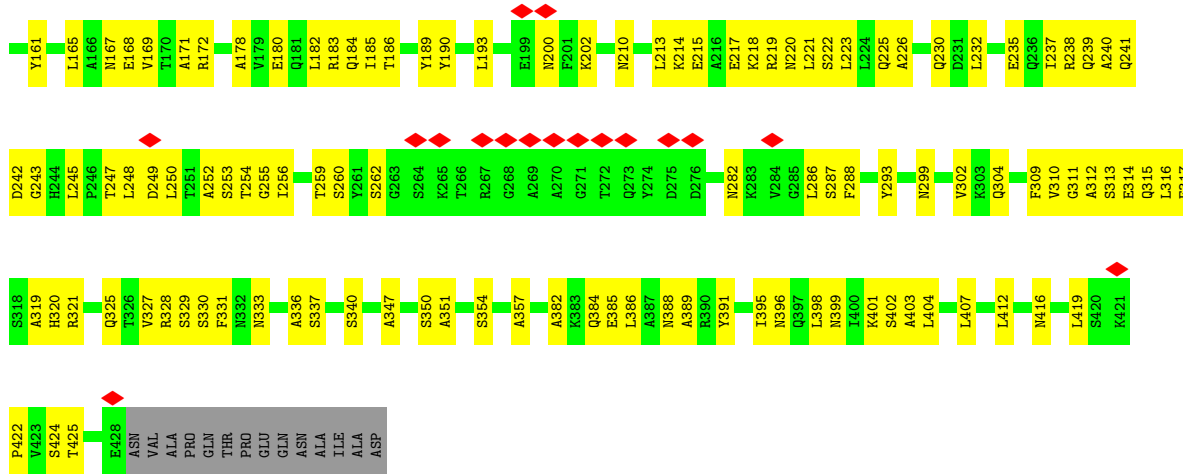 Y161 L165 A166 N167 E168 V169 T170 A171 R172 A178 V179 E180 Q181 L182 R183 Q184 I185 T186 Y189 Y190 L193 E199 N200 F201 K202 N210 L213 K214 E215 A216 E217 K218 R219 N220 L221 S222 L223 L224 Q225 A226 Q230 D231 L232 E235 Q236 I237 R238 Q239 A240 Q241
D242 G243 H244 L245 P246 T247 L248 D249 L250 T251 A252 S253 T254 G255 I256 T259 S260 Y261 S262 G263 S264 K265 T266 R267 G268 A269 A270 G271 T272 Q273 Y274 D275 D276 N282 K283 V284 G285 L286 S287 F288 Y293 N299 V302 K303 Q304 F309 V310 G311 A312 S313 E314 Q315 L316
S318 A319 H320 R321 Q325 T326 V327 R328 S329 S330 F331 N332 N333 A336 S337 S340 A347 S350 A351 S354 A357 A382 K383 Q384 E385 L386 A387 N388 A389 R390 Y391 I395 N396 Q397 L398 N399 I400 K401 S402 A403 L404 L407 L412 N416 L419 S420 K421
P422 V423 S424 T425 E428 ASN VAL ALA PRO GLN THR PRO GLU GLN ASN ALA ILE ALA ASP